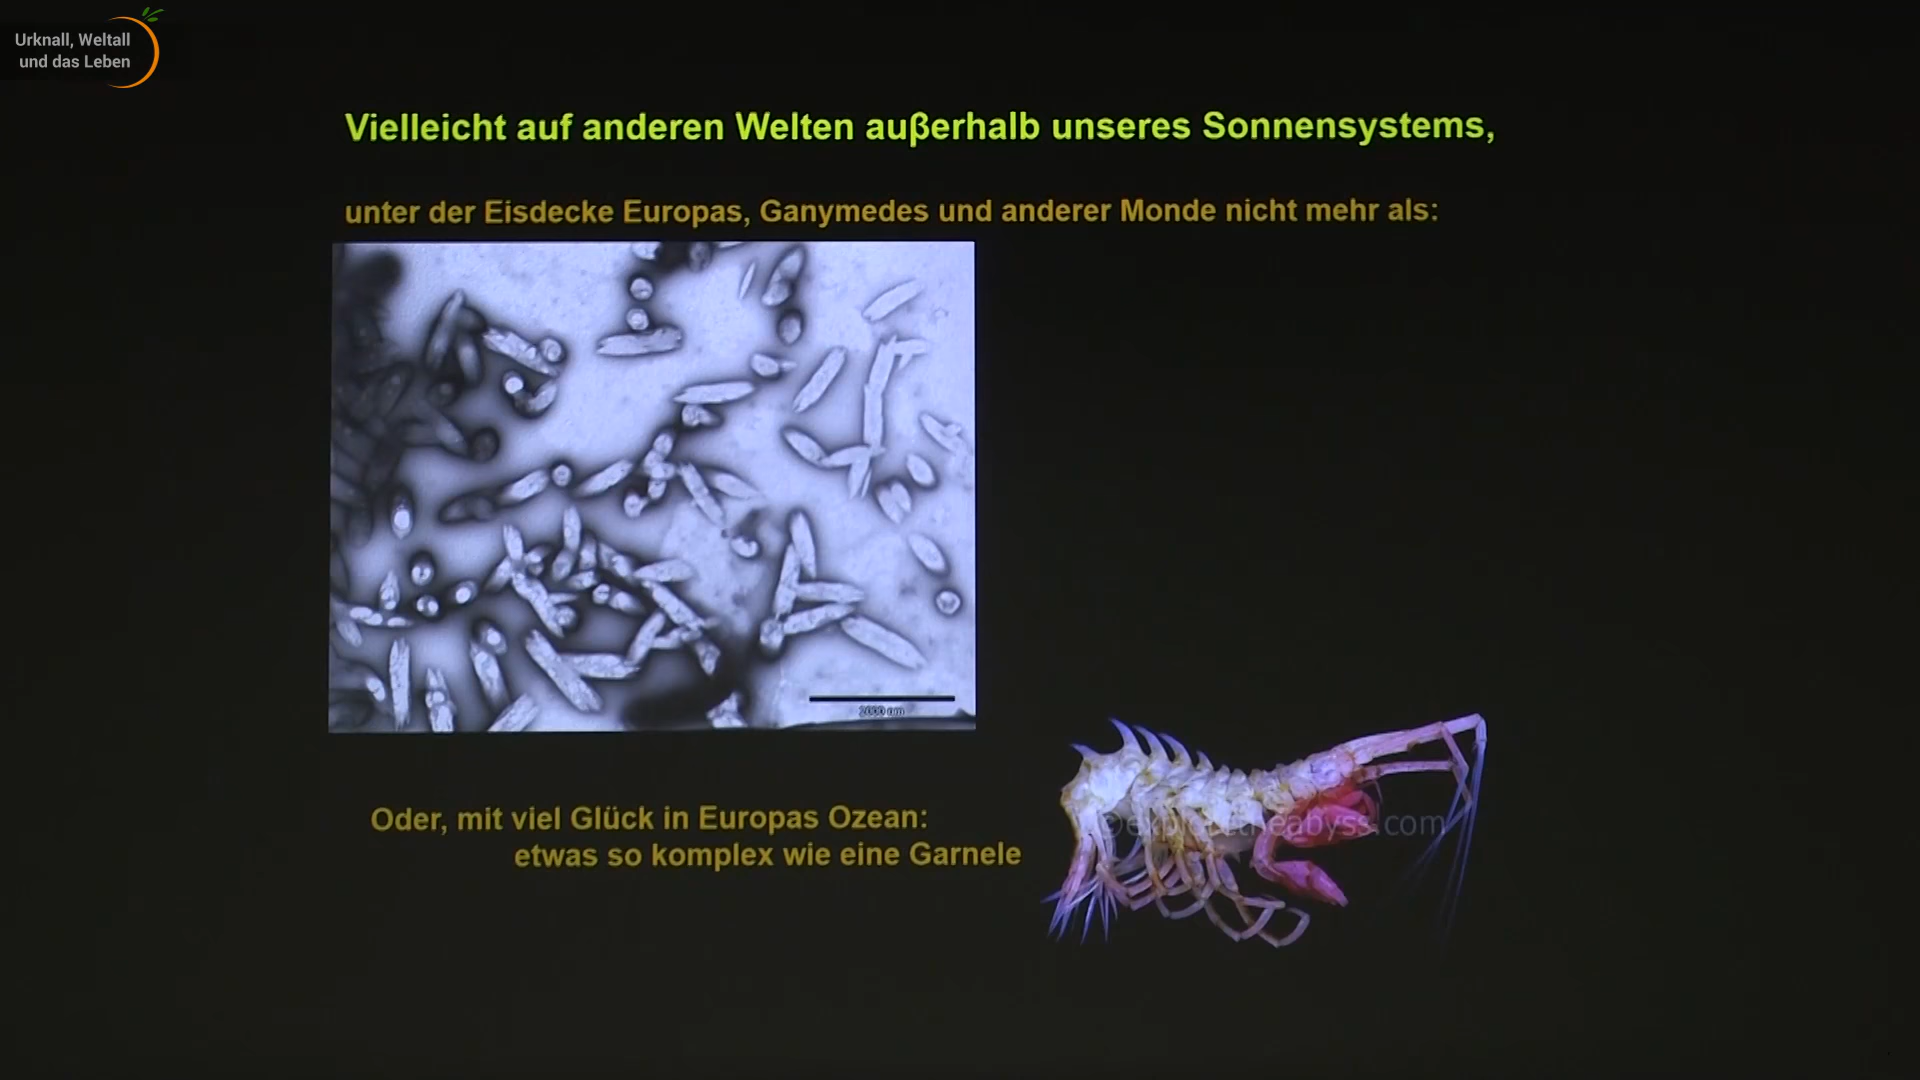 Urknall, Weltall
und das Leben
Vielleicht auf anderen Welten außerhalb unseres Sonnensystems,
unter der Eisdecke Europas, Ganymedes und anderer Monde nicht mehr als:
Oder, mit viel Glück in Europas Ozean:
etwas so komplex wie eine Garnele